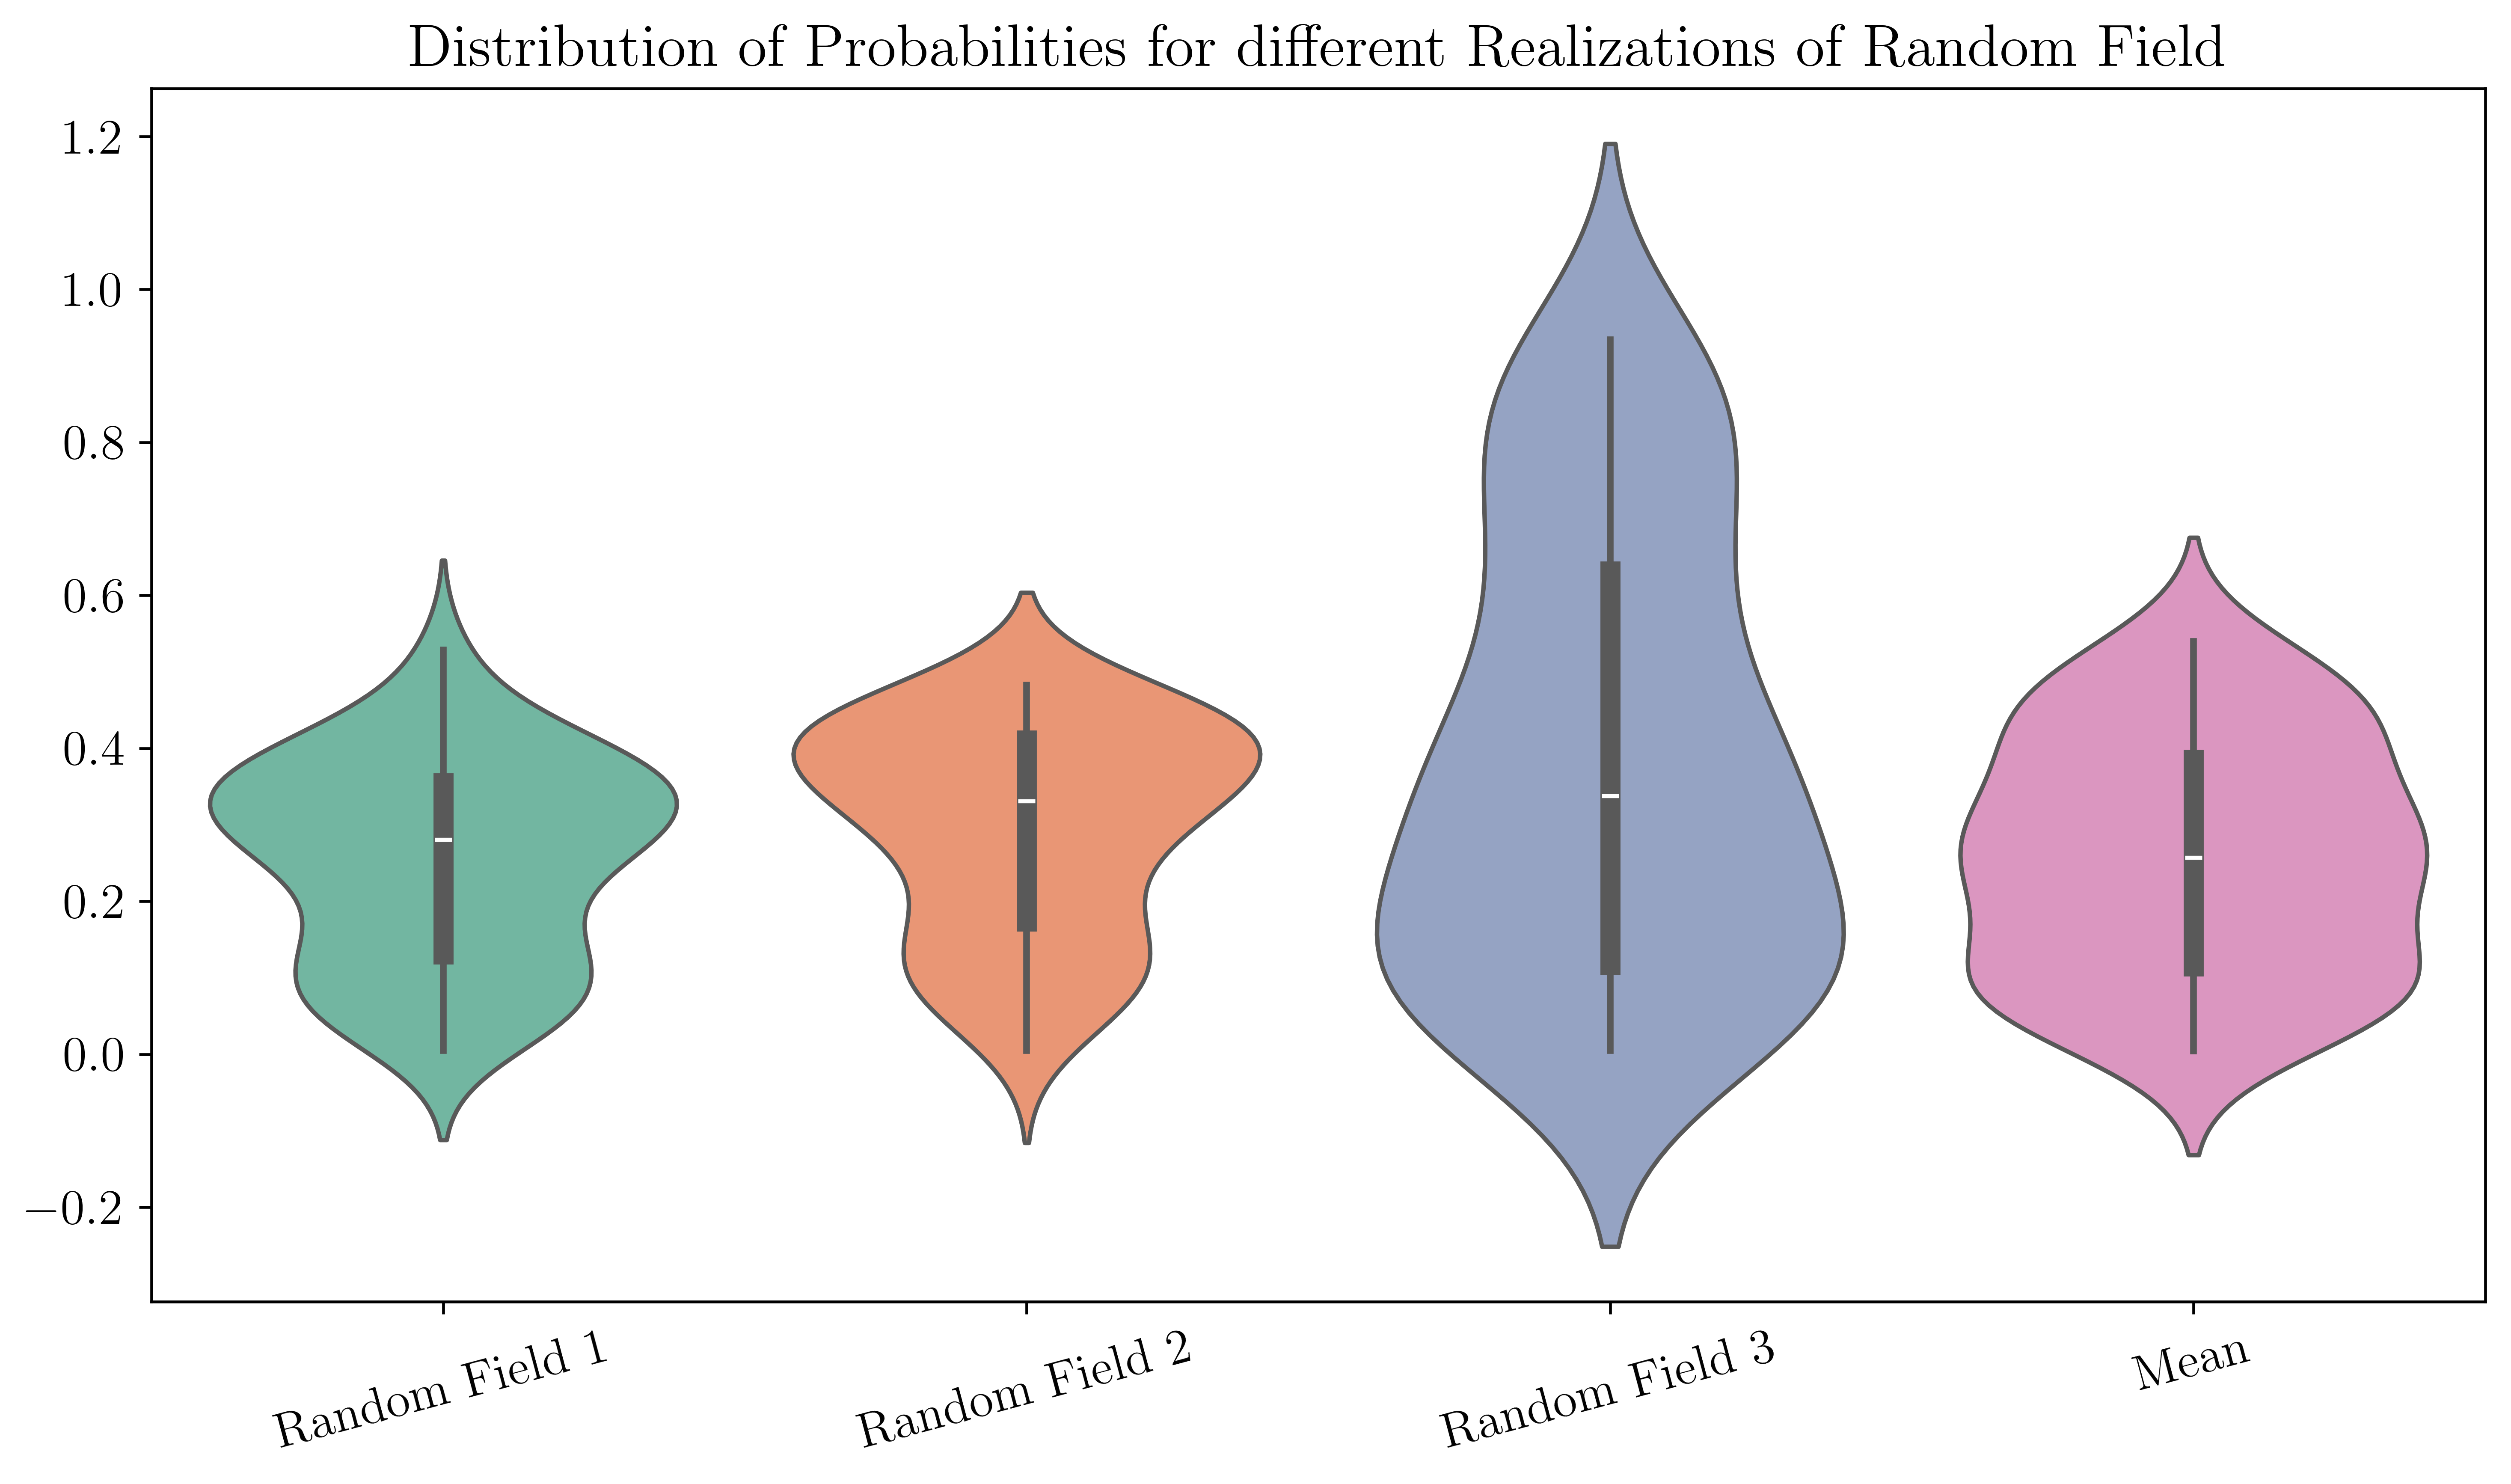 Distribution of Probabilities for different Realizations of Random Field
1.2
1.0
0.8
0.6
0.4
0.2
0.0
−0.2
Random Field 1
Random Field 2
Random Field 3
Mean